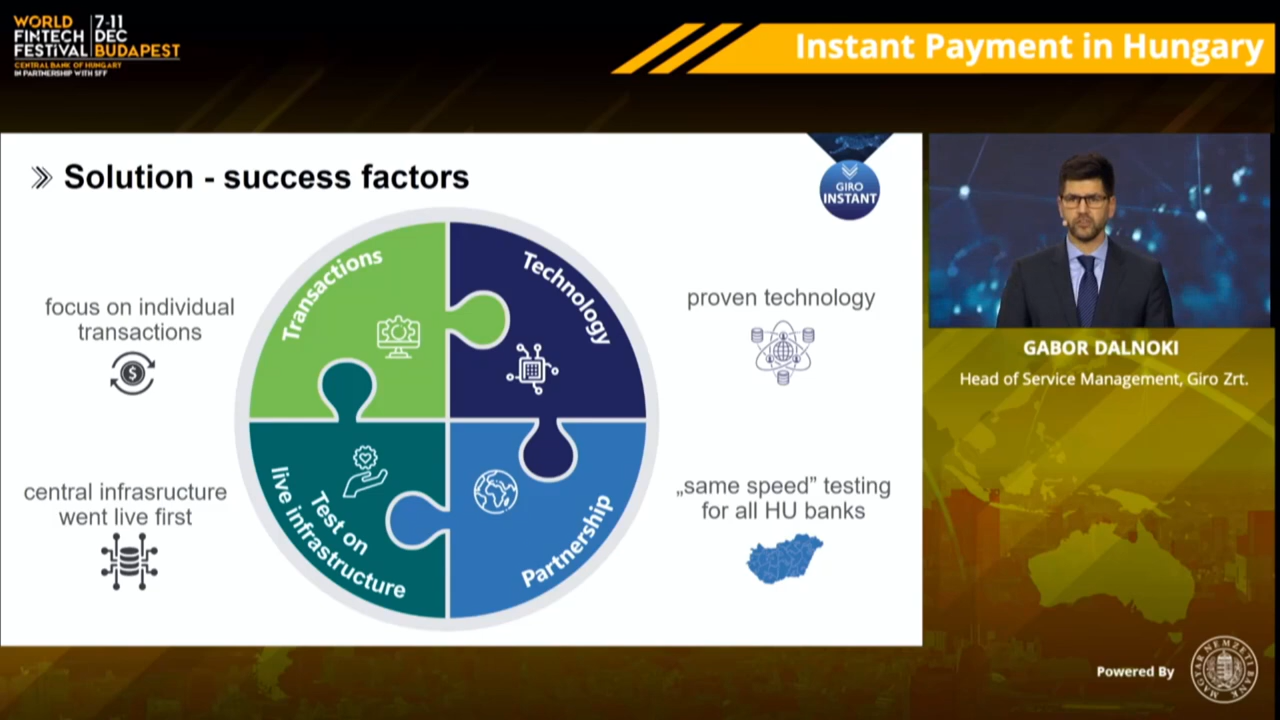 WORLD
FINTECH
FESTIVAL
7-11
DEC
BUDAPEST
CENTRAL BANK OF HUNGARY
IN PARTNERSHIP WITH SFF
Instant Payment in Hungary
Solution - success factors
GIRO
INSTANT
Transactions
Technology
focus on individual
transactions
proven technology
central infrasructure
went live first
Test on
live infrastructure
Partnership
„same speed” testing
for all HU banks
GABOR DALNOKI
Head of Service Management, Giro Zrt.
Powered By
MAGYAR NEMZETI BANK